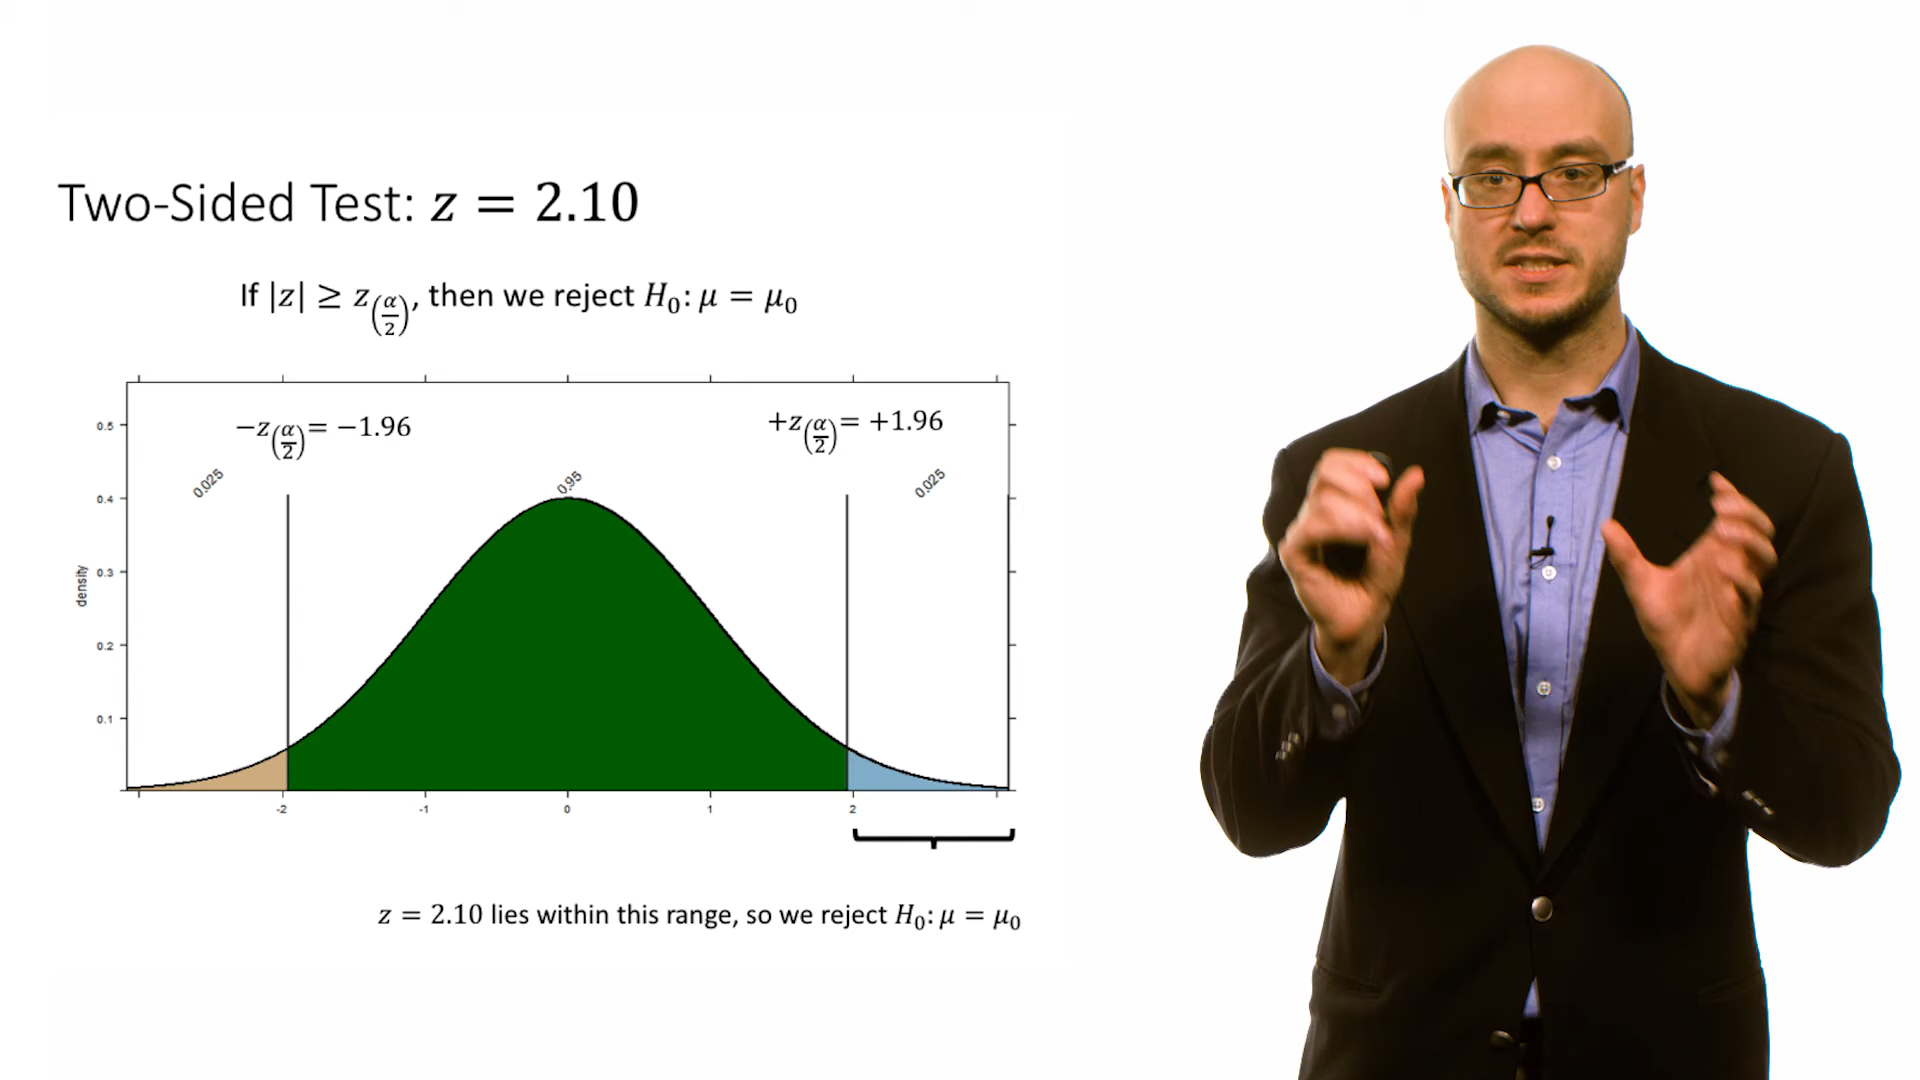 Two-Sided Test: z = 2.10
If |z| ≥ z(α/2), then we reject H₀: μ = μ₀
−z(α/2) = −1.96
+z(α/2) = +1.96
0.025
0.95
0.025
0.5
0.4
0.3
0.2
0.1
density
-2
-1
0
1
2
z = 2.10 lies within this range, so we reject H₀: μ = μ₀